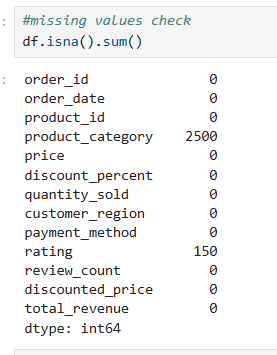 : #missing values check
df.isna().sum()
: order_id 0
order_date 0
product_id 0
product_category 2500
price 0
discount_percent 0
quantity_sold 0
customer_region 0
payment_method 0
rating 150
review_count 0
discounted_price 0
total_revenue 0
dtype: int64